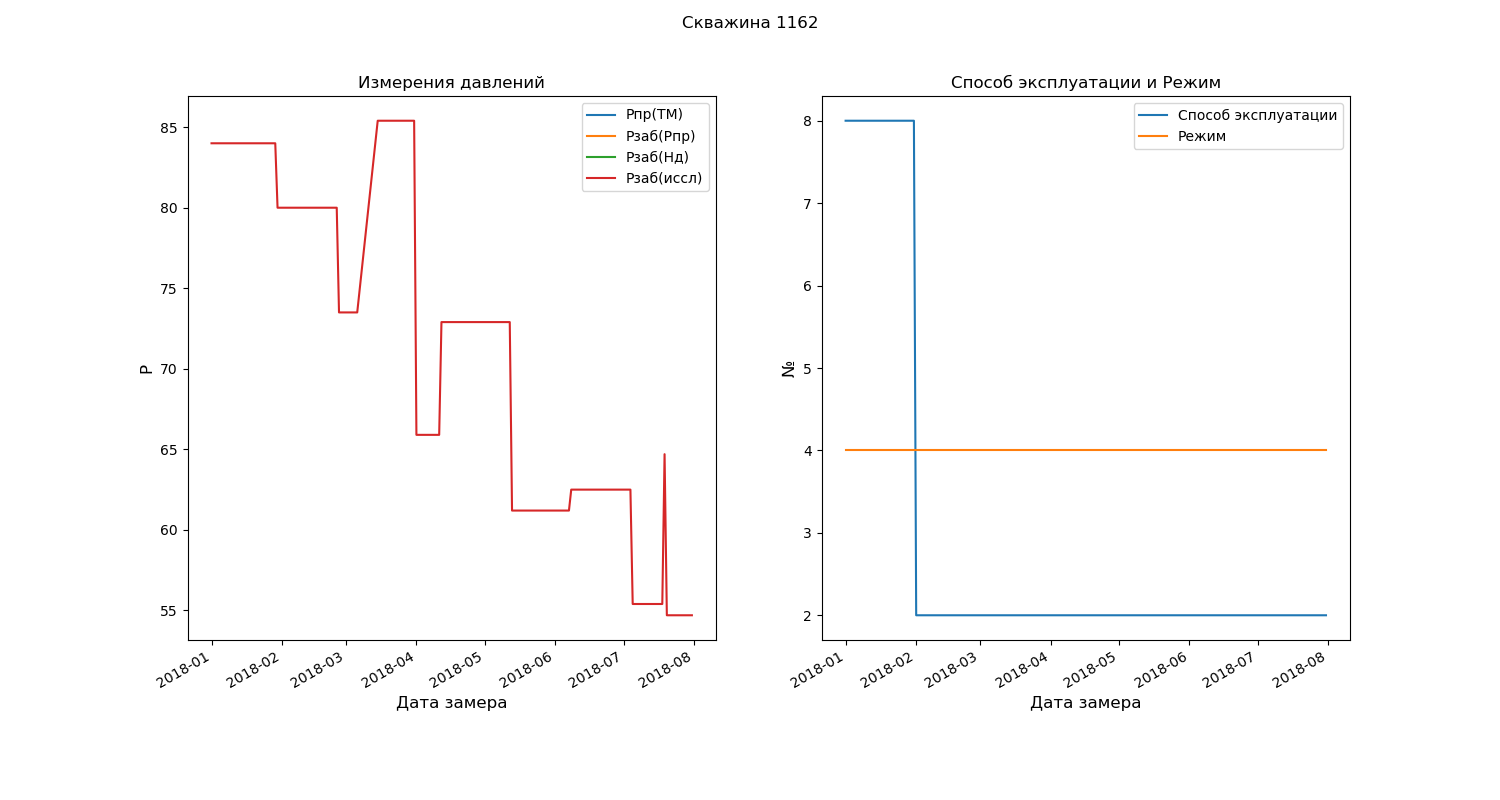 Скважина 1162
Измерения давлений
Рпр(ТМ)
Рзаб(Рпр)
Рзаб(Нд)
Рзаб(иссл)
85
80
75
70
65
60
55
P
2018-01
2018-02
2018-03
2018-04
2018-05
2018-06
2018-07
2018-08
Дата замера
Способ эксплуатации и Режим
Способ эксплуатации
Режим
8
7
6
5
4
3
2
№
2018-01
2018-02
2018-03
2018-04
2018-05
2018-06
2018-07
2018-08
Дата замера